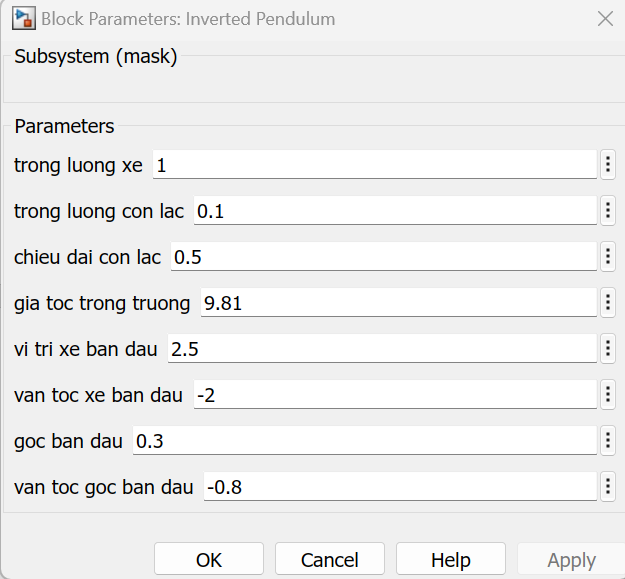 Block Parameters: Inverted Pendulum
Subsystem (mask)
Parameters
trong luong xe 1
trong luong con lac 0.1
chieu dai con lac 0.5
gia toc trong truong 9.81
vi tri xe ban dau 2.5
van toc xe ban dau -2
goc ban dau 0.3
van toc goc ban dau -0.8
OK Cancel Help Apply